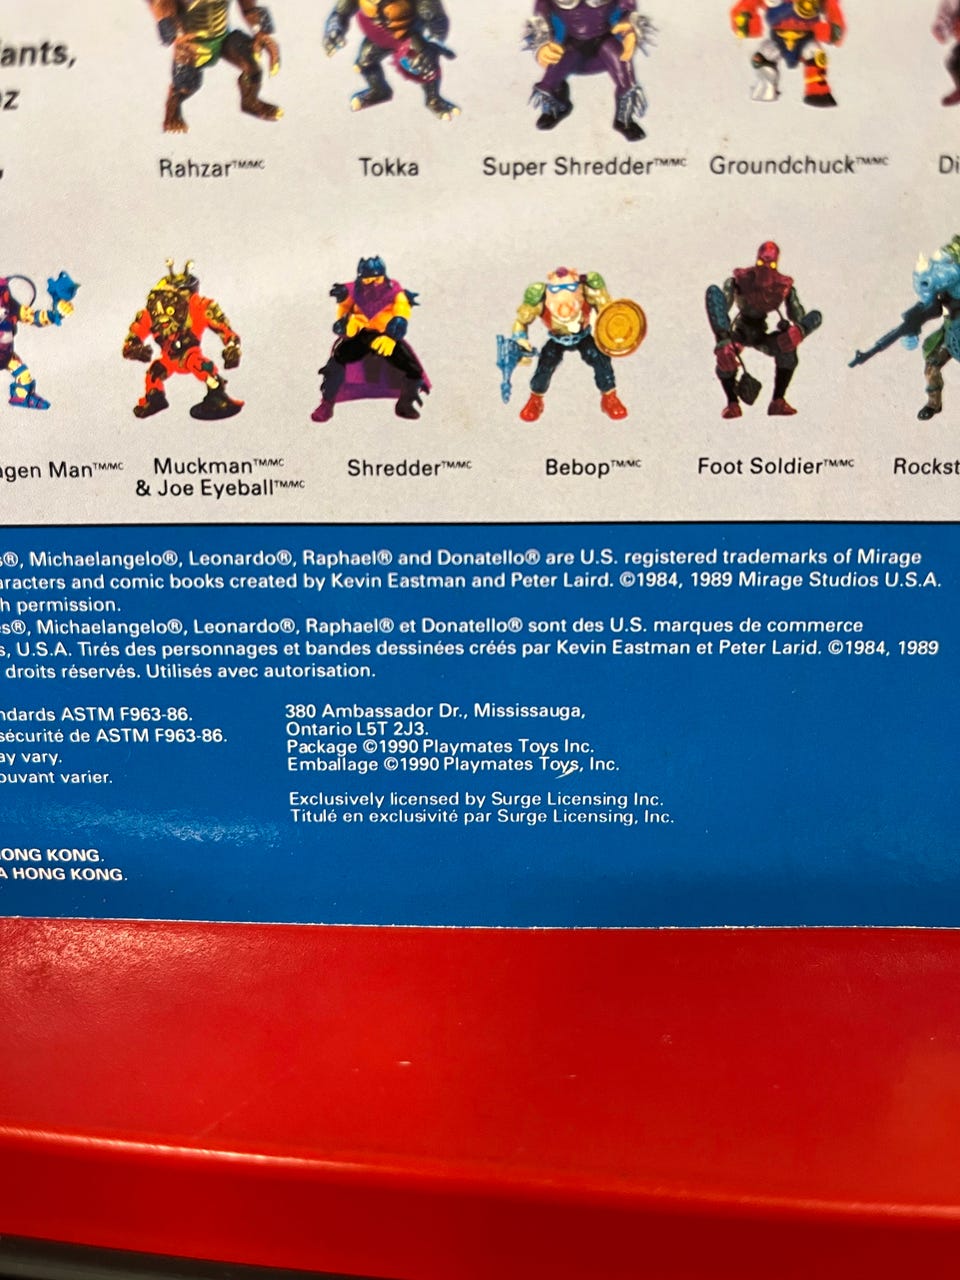 ants,
oz
Rahzar™/MC
Tokka
Super Shredder™/MC
Groundchuck™/MC
Di
gen Man™/MC
Muckman™/MC
& Joe Eyeball™/MC
Shredder™/MC
Bebop™/MC
Foot Soldier™/MC
Rockst
s®, Michaelangelo®, Leonardo®, Raphael® and Donatello® are U.S. registered trademarks of Mirage
aracters and comic books created by Kevin Eastman and Peter Laird. ©1984, 1989 Mirage Studios U.S.A.
h permission.
es®, Michaelangelo®, Leonardo®, Raphael® et Donatello® sont des U.S. marques de commerce
s, U.S.A. Tirés des personnages et bandes dessinées créés par Kevin Eastman et Peter Larid. ©1984, 1989
droits réservés. Utilisés avec autorisation.
ndards ASTM F963-86.
sécurité de ASTM F963-86.
ay vary.
ouvant varier.
380 Ambassador Dr., Mississauga,
Ontario L5T 2J3.
Package ©1990 Playmates Toys Inc.
Emballage ©1990 Playmates Toys, Inc.
Exclusively licensed by Surge Licensing Inc.
Titulé en exclusivité par Surge Licensing, Inc.
ONG KONG.
A HONG KONG.